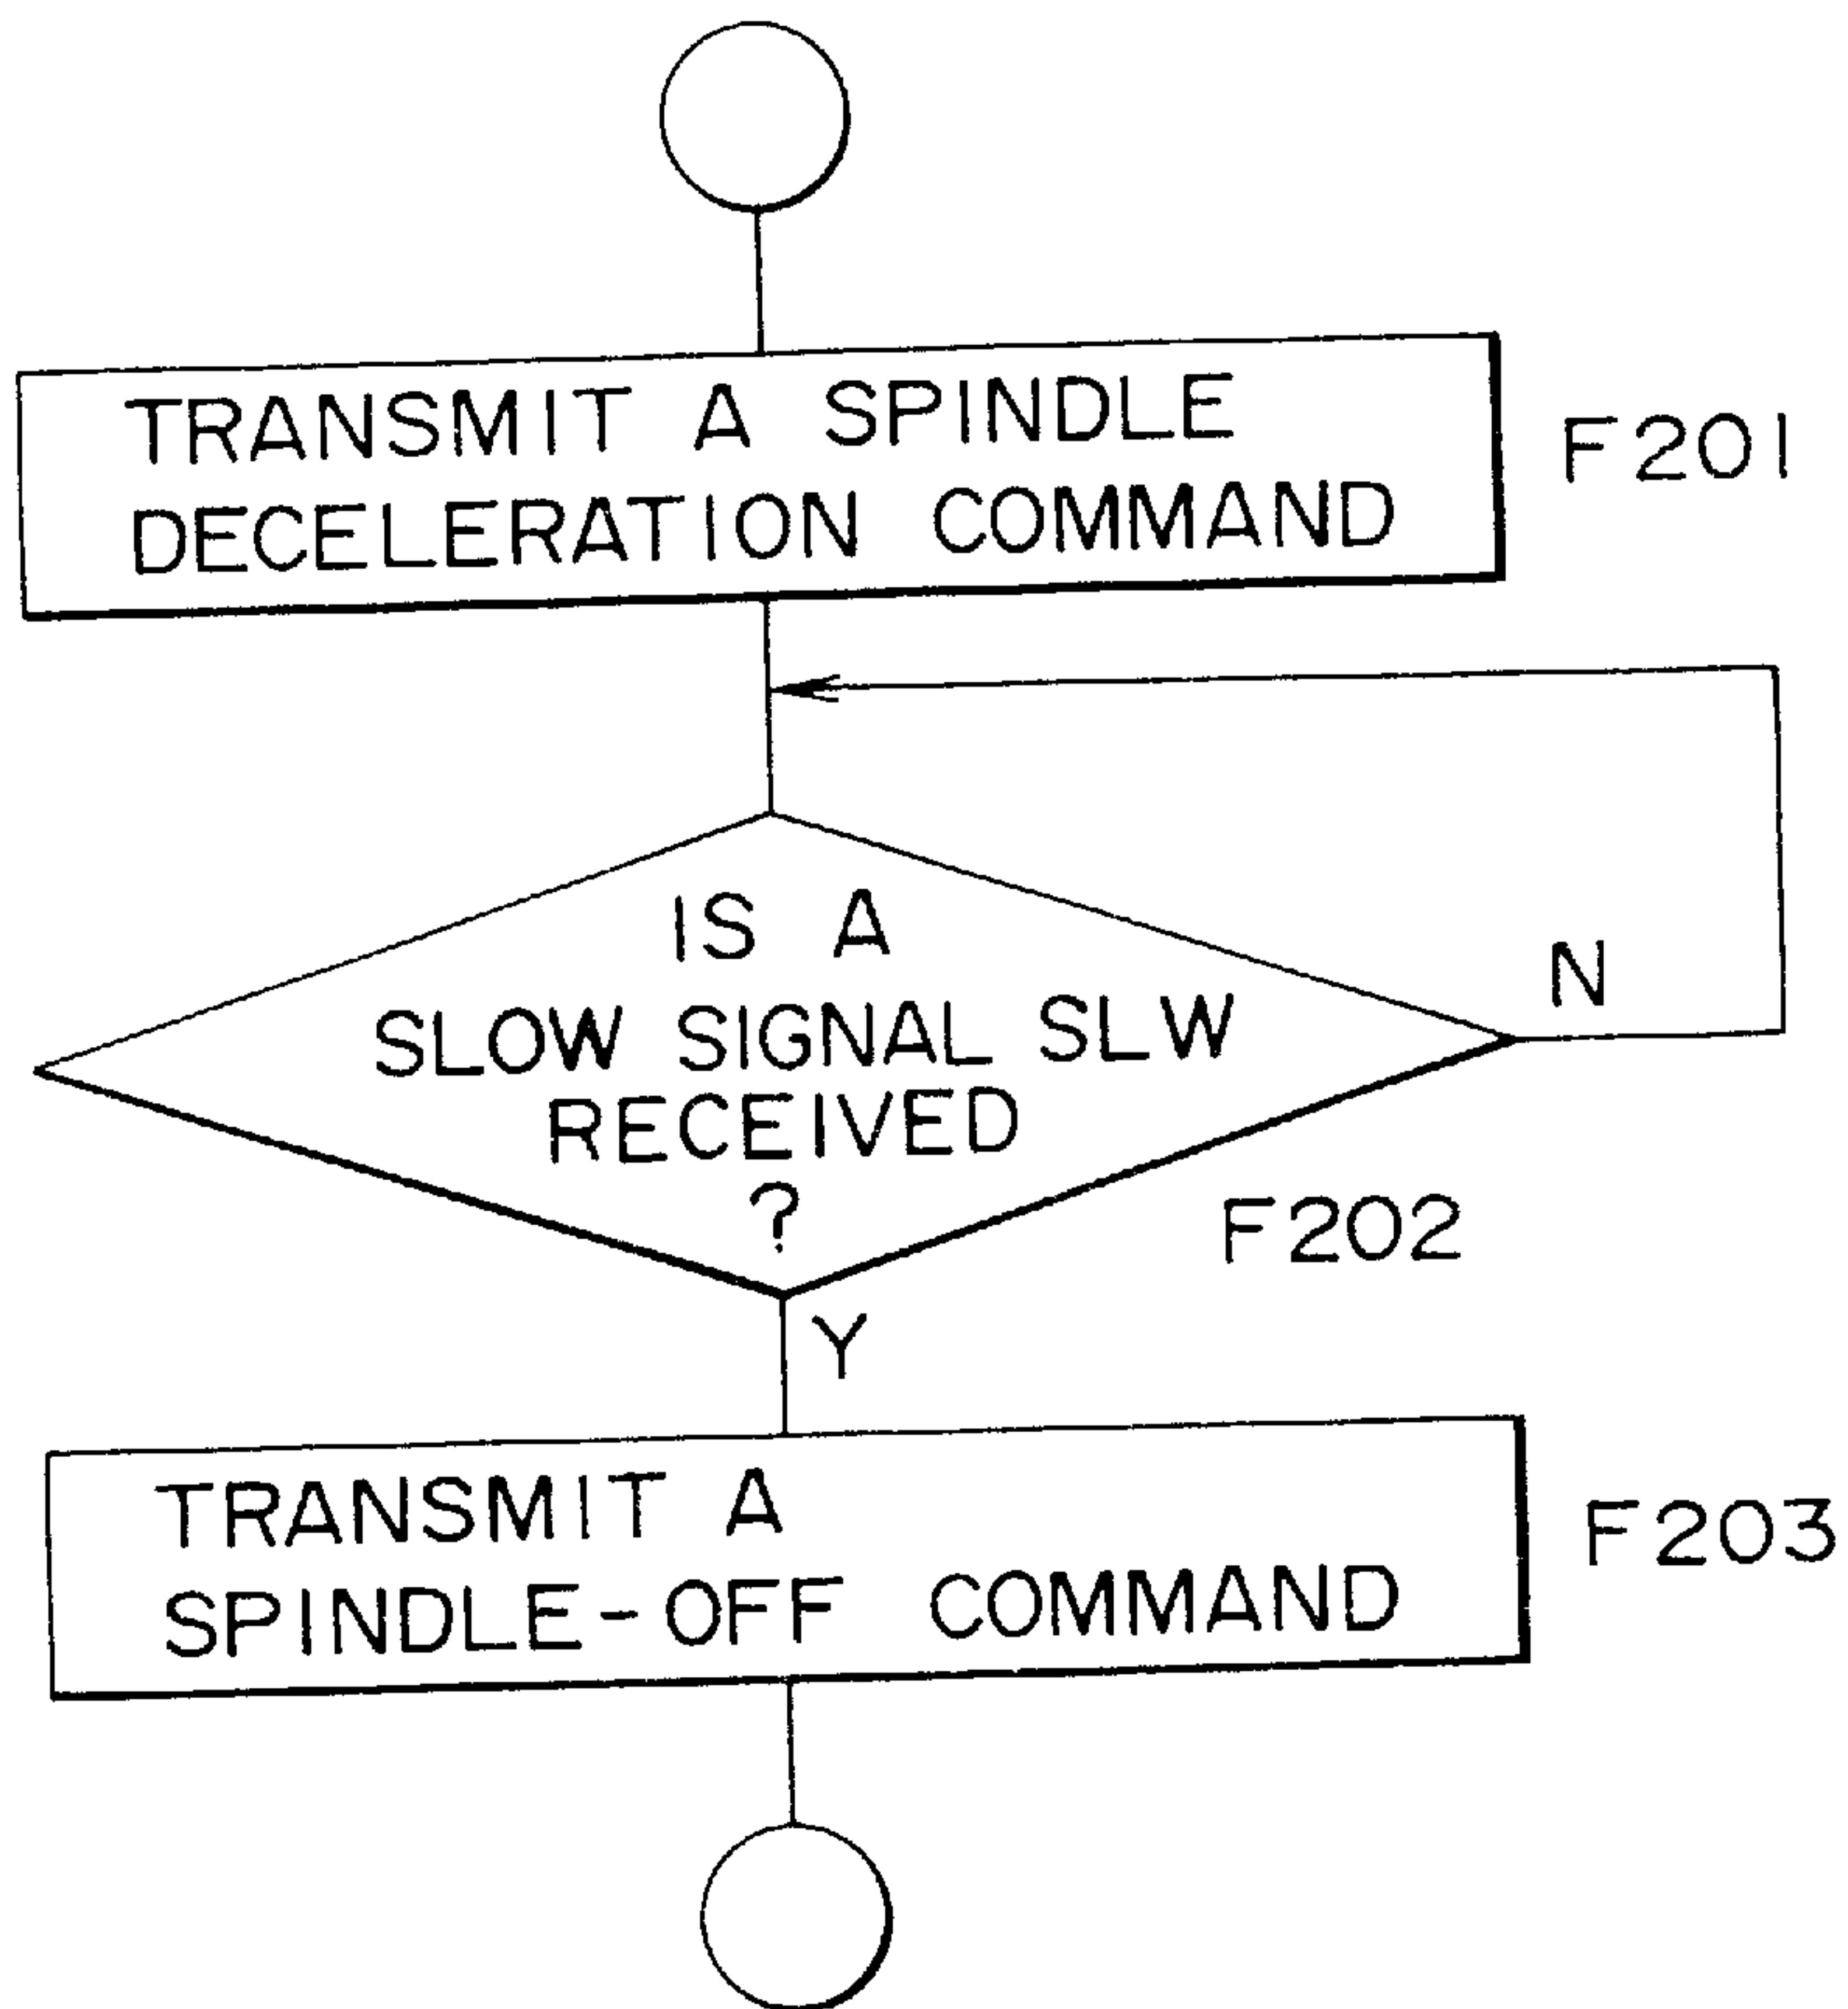 TRANSMIT A SPINDLE
DECELERATION COMMAND
F201
IS A
SLOW SIGNAL SLW
RECEIVED
?
N
F202
Y
TRANSMIT A
SPINDLE-OFF COMMAND
F203